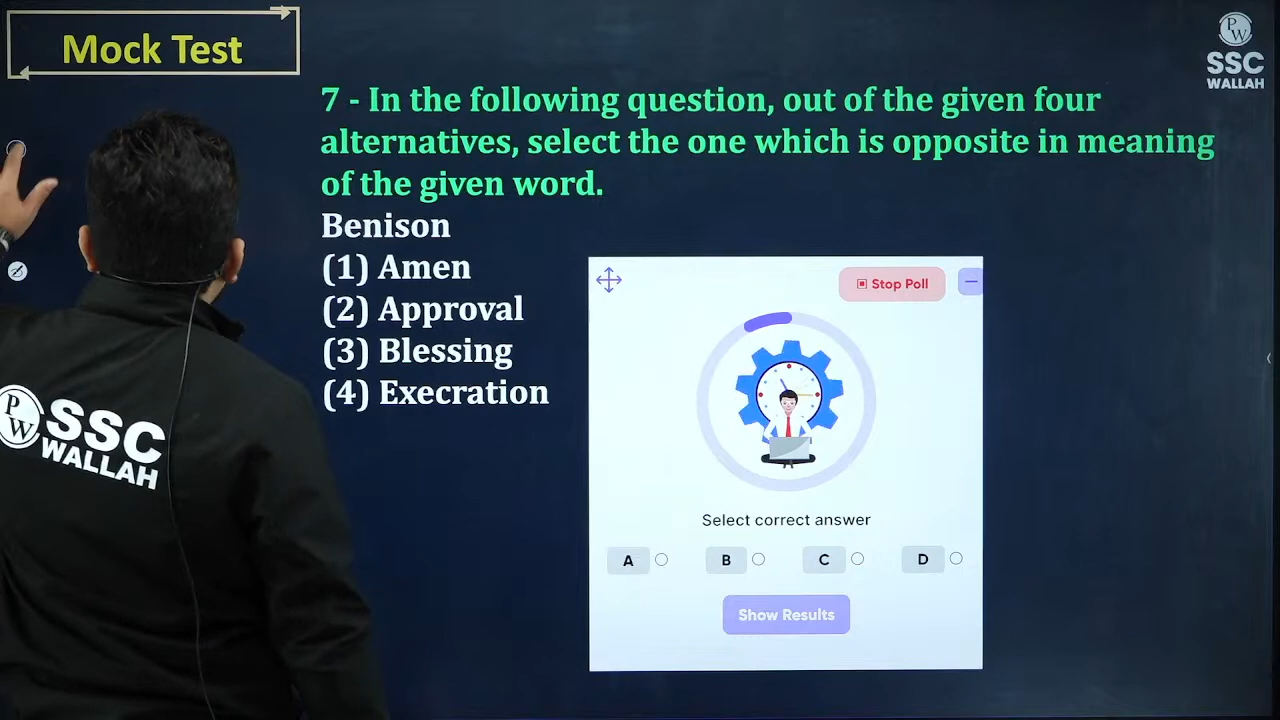 Mock Test
PW
SSC
WALLAH
7 - In the following question, out of the given four
alternatives, select the one which is opposite in meaning
of the given word.
Benison
(1) Amen
(2) Approval
(3) Blessing
(4) Execration
Stop Poll
Select correct answer
A
B
C
D
Show Results
PW
SSC
WALLAH